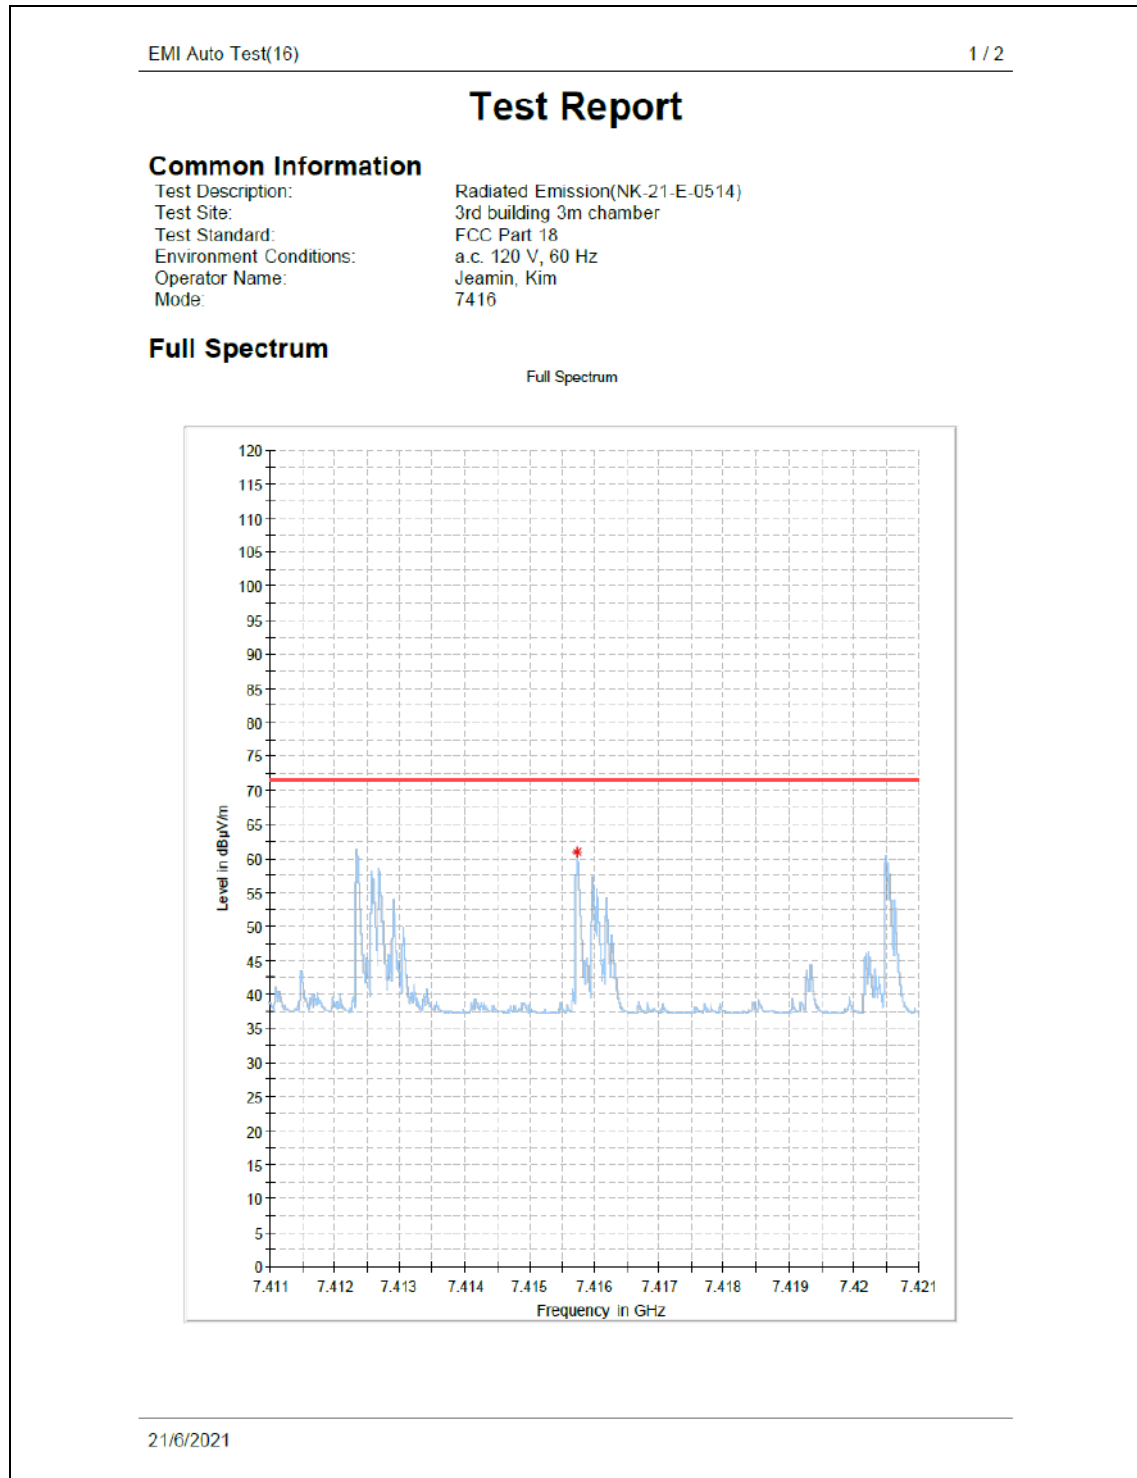 EMI Auto Test(16) 1 / 2
Test Report
Common Information
Test Description: Radiated Emission(NK-21-E-0514)
Test Site: 3rd building 3m chamber
Test Standard: FCC Part 18
Environment Conditions: a.c. 120 V, 60 Hz
Operator Name: Jeamin, Kim
Mode: 7416
Full Spectrum
Full Spectrum
120
115
110
105
100
95
90
85
80
75
70
65
60
55
50
45
40
35
30
25
20
15
10
5
0
Level in dBµV/m
7.411 7.412 7.413 7.414 7.415 7.416 7.417 7.418 7.419 7.42 7.421
Frequency in GHz
21/6/2021